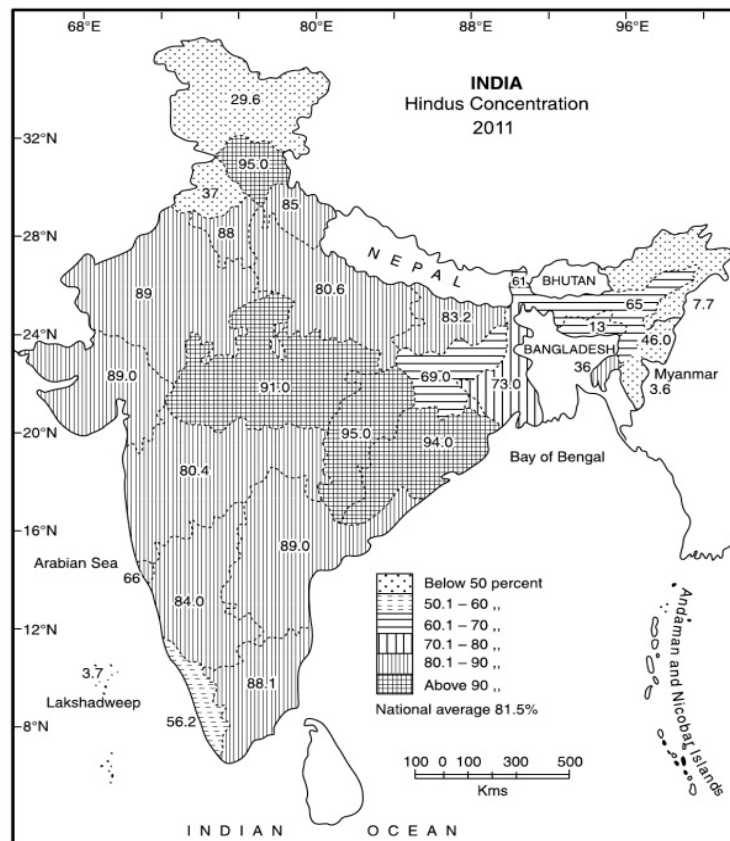 68°E 80°E 88°E 96°E
INDIA
Hindus Concentration
2011
32°N
28°N
24°N
20°N
16°N
12°N
8°N
29.6
95.0
37
85
88
NEPAL
61
BHUTAN
89
80.6
65
7.7
83.2
13
46.0
BANGLADESH
89.0
91.0
69.0
73.0
36
Myanmar
3.6
95.0
94.0
Bay of Bengal
80.4
89.0
Arabian Sea
66
84.0
88.1
3.7
Lakshadweep
56.2
Below 50 percent
50.1 – 60 ,,
60.1 – 70 ,,
70.1 – 80 ,,
80.1 – 90 ,,
Above 90 ,,
National average 81.5%
100 0 100 300 500
Kms
Andaman and Nicobar Islands
INDIAN OCEAN